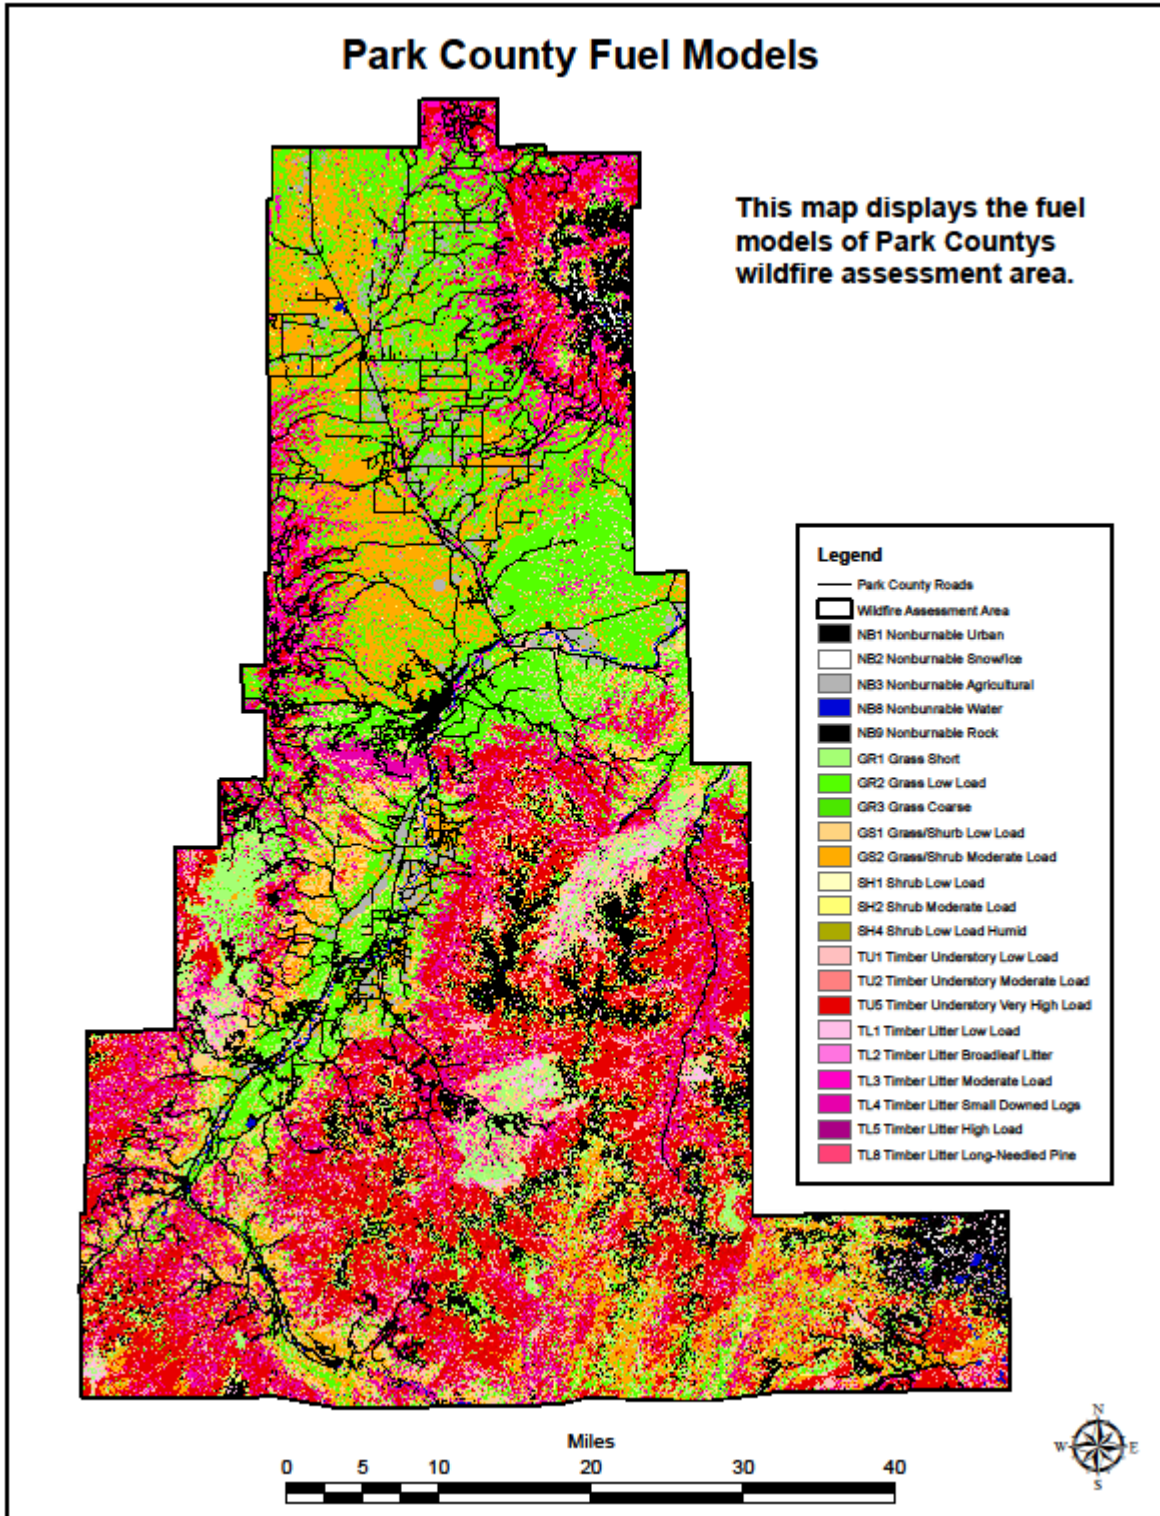 Park County Fuel Models
This map displays the fuel
models of Park Countys
wildfire assessment area.
Legend
Park County Roads
Wildfire Assessment Area
NB1 Nonburnable Urban
NB2 Nonburnable Snow/Ice
NB3 Nonburnable Agricultural
NB8 Nonbunrable Water
NB9 Nonburnable Rock
GR1 Grass Short
GR2 Grass Low Load
GR3 Grass Coarse
GS1 Grass/Shurb Low Load
GS2 Grass/Shrub Moderate Load
SH1 Shrub Low Load
SH2 Shrub Moderate Load
SH4 Shrub Low Load Humid
TU1 Timber Understory Low Load
TU2 Timber Understory Moderate Load
TU5 Timber Understory Very High Load
TL1 Timber Litter Low Load
TL2 Timber Litter Broadleaf Litter
TL3 Timber Litter Moderate Load
TL4 Timber Litter Small Downed Logs
TL5 Timber Litter High Load
TL8 Timber Litter Long-Needled Pine
Miles
0 5 10 20 30 40
N
W E
S